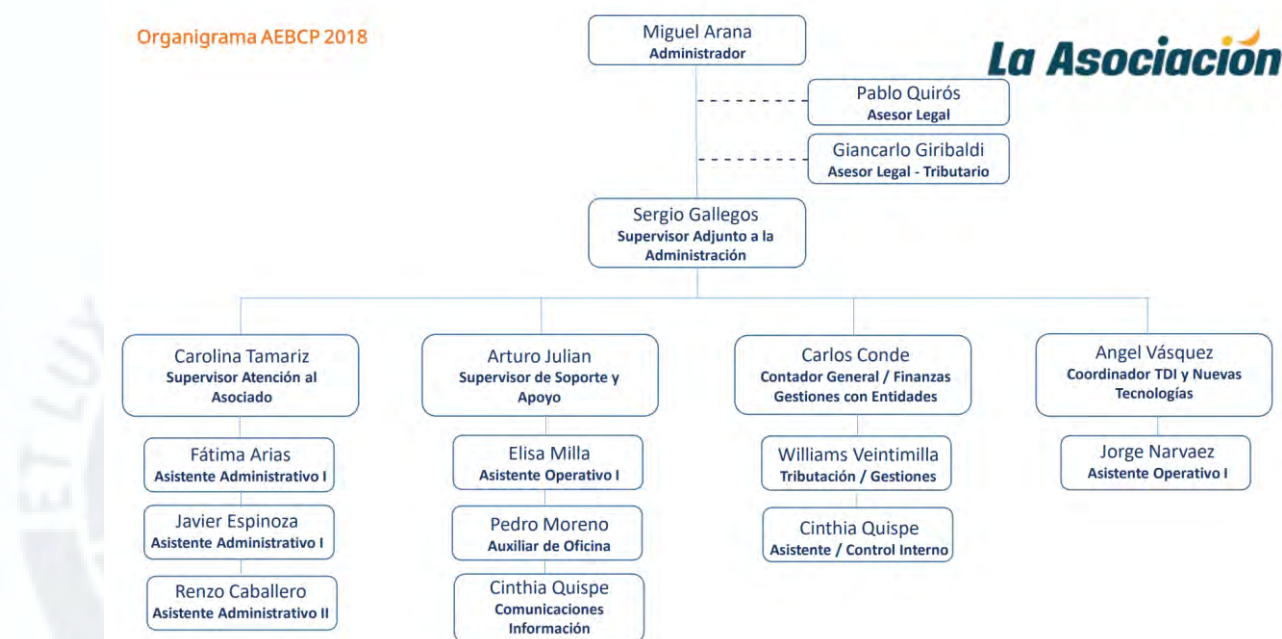 Organigrama AEBCP 2018
La Asociación
Miguel Arana
Administrador
Pablo Quirós
Asesor Legal
Giancarlo Giribaldi
Asesor Legal - Tributario
Sergio Gallegos
Supervisor Adjunto a la
Administración
Carolina Tamariz
Supervisor Atención al
Asociado
Fátima Arias
Asistente Administrativo I
Javier Espinoza
Asistente Administrativo I
Renzo Caballero
Asistente Administrativo II
Arturo Julian
Supervisor de Soporte y
Apoyo
Elisa Milla
Asistente Operativo I
Pedro Moreno
Auxiliar de Oficina
Cinthia Quispe
Comunicaciones
Información
Carlos Conde
Contador General / Finanzas
Gestiones con Entidades
Williams Veintimilla
Tributación / Gestiones
Cinthia Quispe
Asistente / Control Interno
Angel Vásquez
Coordinador TDI y Nuevas
Tecnologías
Jorge Narvaez
Asistente Operativo I
ET LUX